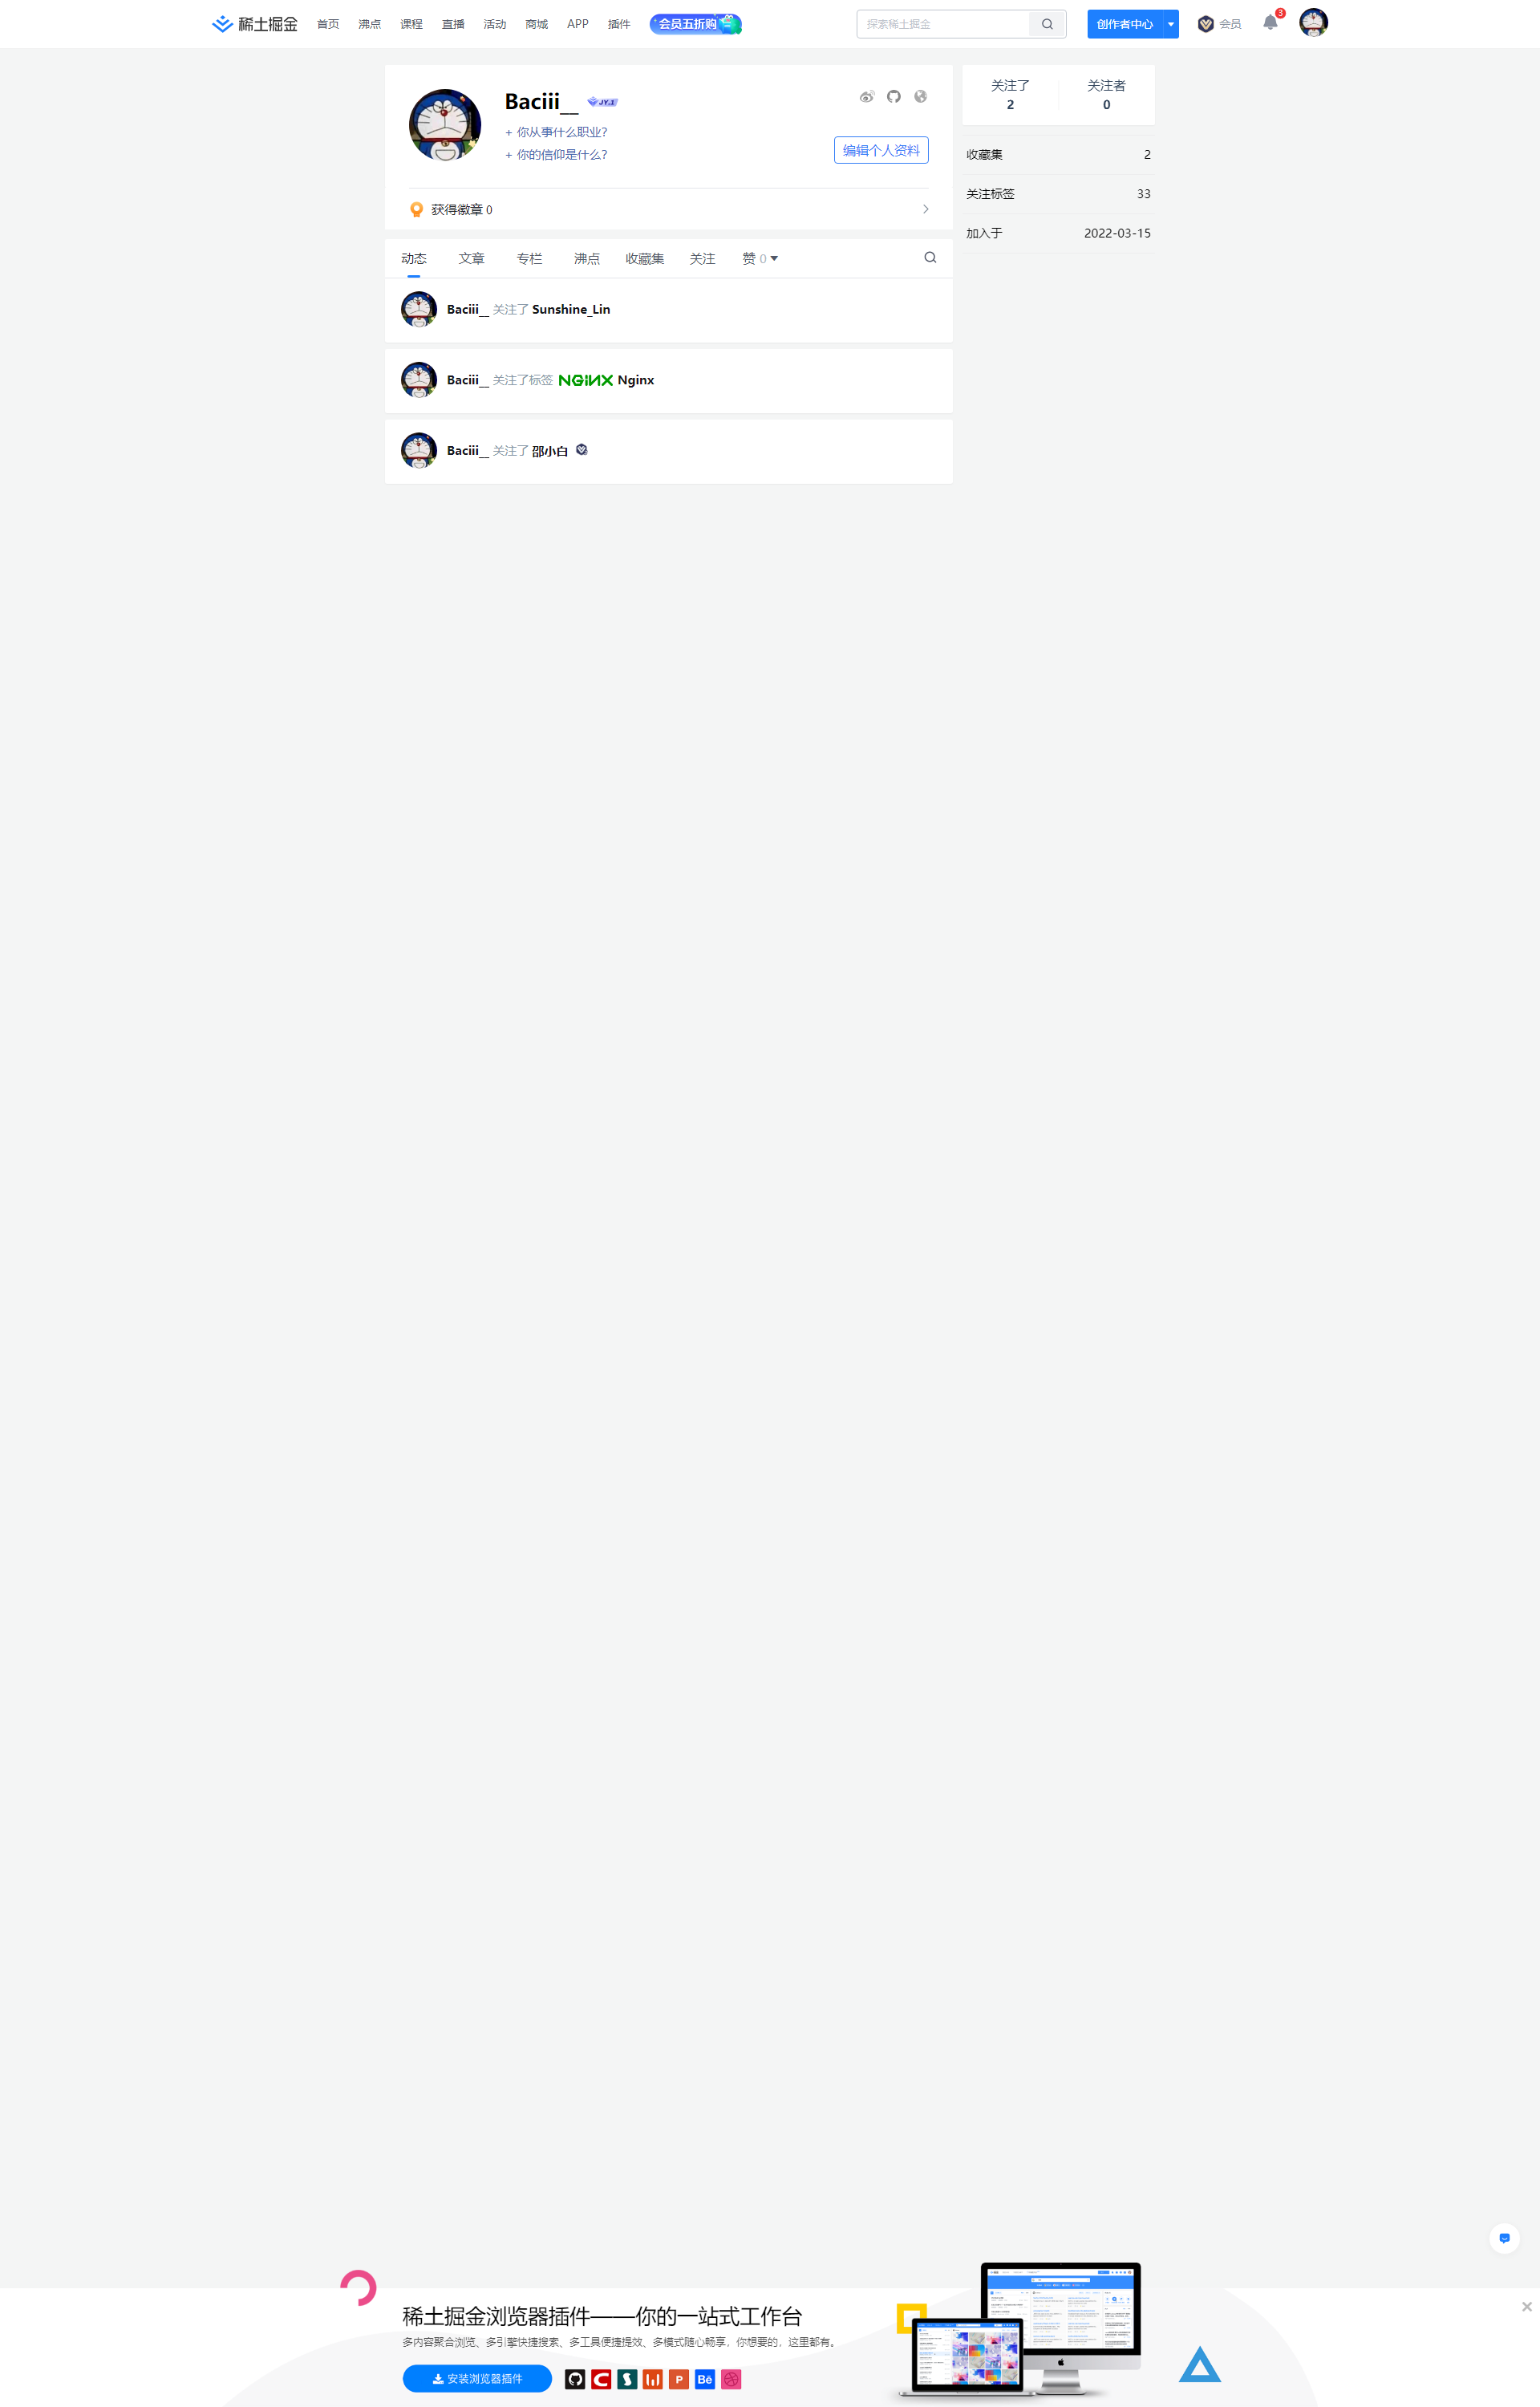 稀土掘金 首页 沸点 课程 直播 活动 商城 APP 插件 会员五折购 探索稀土掘金 创作者中心 会员 3
Baciii__ JY.1
+ 你从事什么职业?
+ 你的信仰是什么?
编辑个人资料
获得徽章 0
关注了 关注者
2 0
收藏集 2
关注标签 33
加入于 2022-03-15
动态 文章 专栏 沸点 收藏集 关注 赞 0
Baciii__ 关注了 Sunshine_Lin
Baciii__ 关注了标签 NGINX Nginx
Baciii__ 关注了 邵小白
稀土掘金浏览器插件——你的一站式工作台
多内容聚合浏览、多引擎快捷搜索、多工具便捷提效、多模式随心畅享，你想要的，这里都有。
安装浏览器插件 P Bē